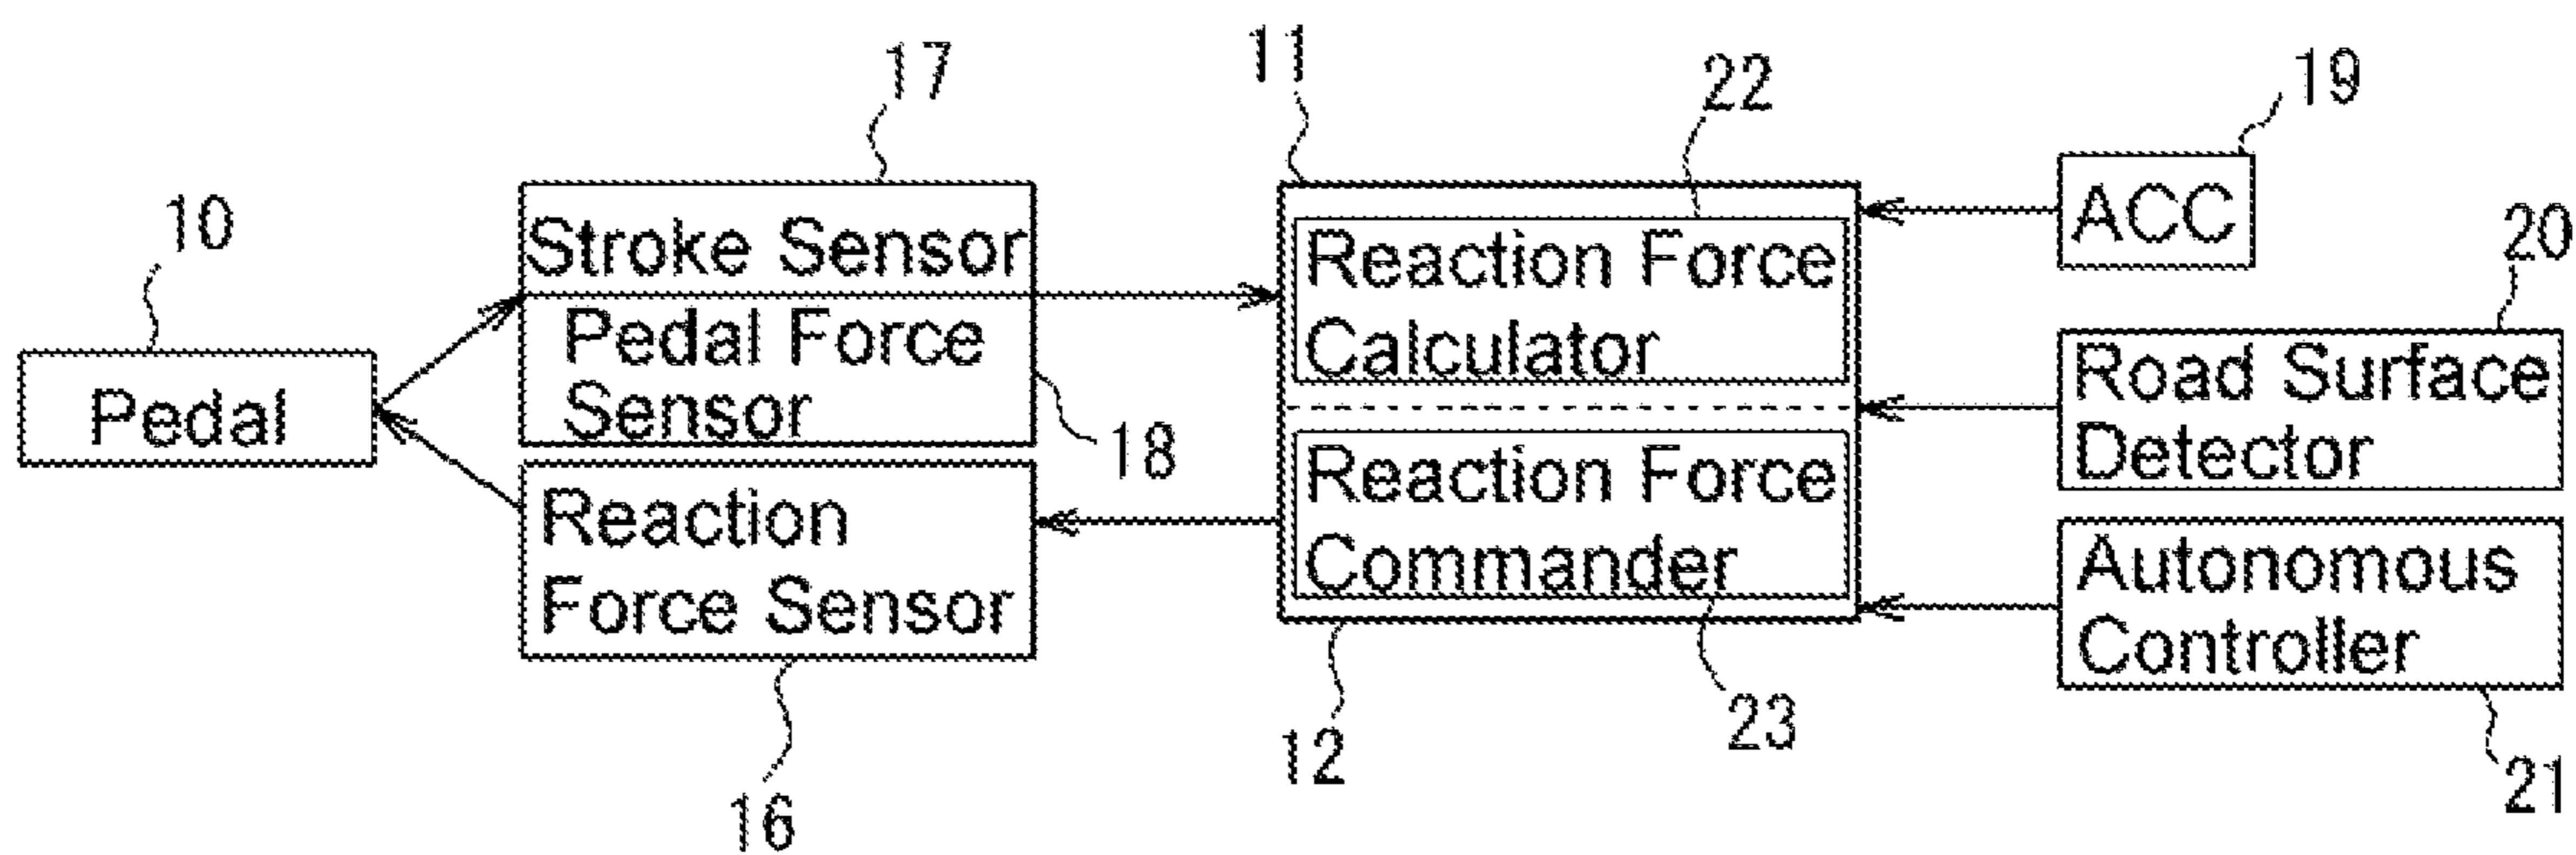 17
11
22
19
10
Stroke Sensor
Pedal Force
Sensor
18
Pedal
Reaction
Force Sensor
16
Reaction Force
Calculator
Reaction Force
Commander
12
23
ACC
20
Road Surface
Detector
Autonomous
Controller
21